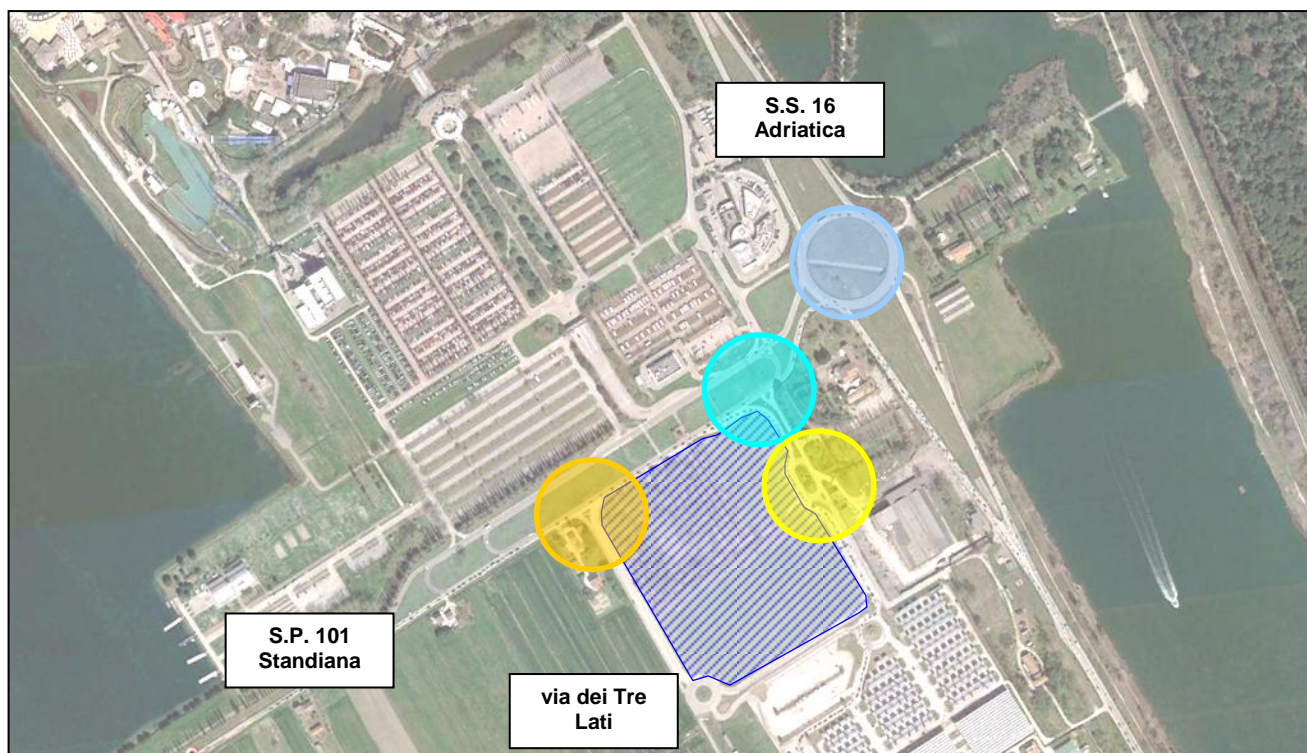 S.S. 16
Adriatica
S.P. 101
Standiana
via dei Tre
Lati